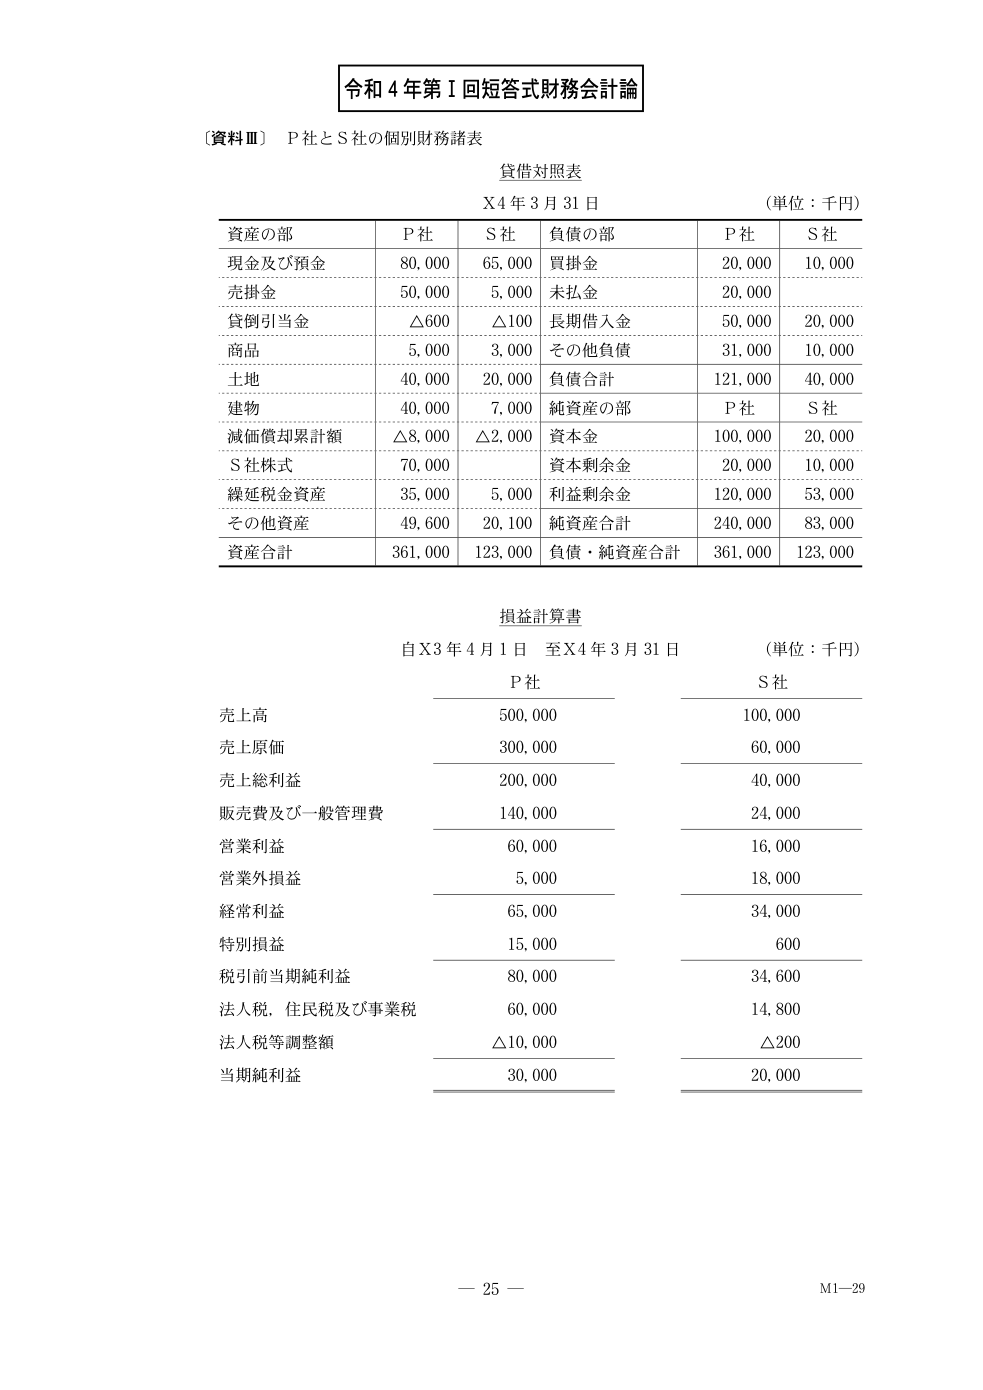 令和4年第Ⅰ回短答式財務会計論
〔資料Ⅲ〕 P社とS社の個別財務諸表
貸借対照表
X4年3月31日 (単位：千円)
資産の部 P社 S社 負債の部 P社 S社
現金及び預金 80,000 65,000 買掛金 20,000 10,000
売掛金 50,000 5,000 未払金 20,000
貸倒引当金 △600 △100 長期借入金 50,000 20,000
商品 5,000 3,000 その他負債 31,000 10,000
土地 40,000 20,000 負債合計 121,000 40,000
建物 40,000 7,000 純資産の部 P社 S社
減価償却累計額 △8,000 △2,000 資本金 100,000 20,000
S社株式 70,000 資本剰余金 20,000 10,000
繰延税金資産 35,000 5,000 利益剰余金 120,000 53,000
その他資産 49,600 20,100 純資産合計 240,000 83,000
資産合計 361,000 123,000 負債・純資産合計 361,000 123,000
損益計算書
自X3年4月1日 至X4年3月31日 (単位：千円)
P社 S社
売上高 500,000 100,000
売上原価 300,000 60,000
売上総利益 200,000 40,000
販売費及び一般管理費 140,000 24,000
営業利益 60,000 16,000
営業外損益 5,000 18,000
経常利益 65,000 34,000
特別損益 15,000 600
税引前当期純利益 80,000 34,600
法人税，住民税及び事業税 60,000 14,800
法人税等調整額 △10,000 △200
当期純利益 30,000 20,000
― 25 ― M1―29